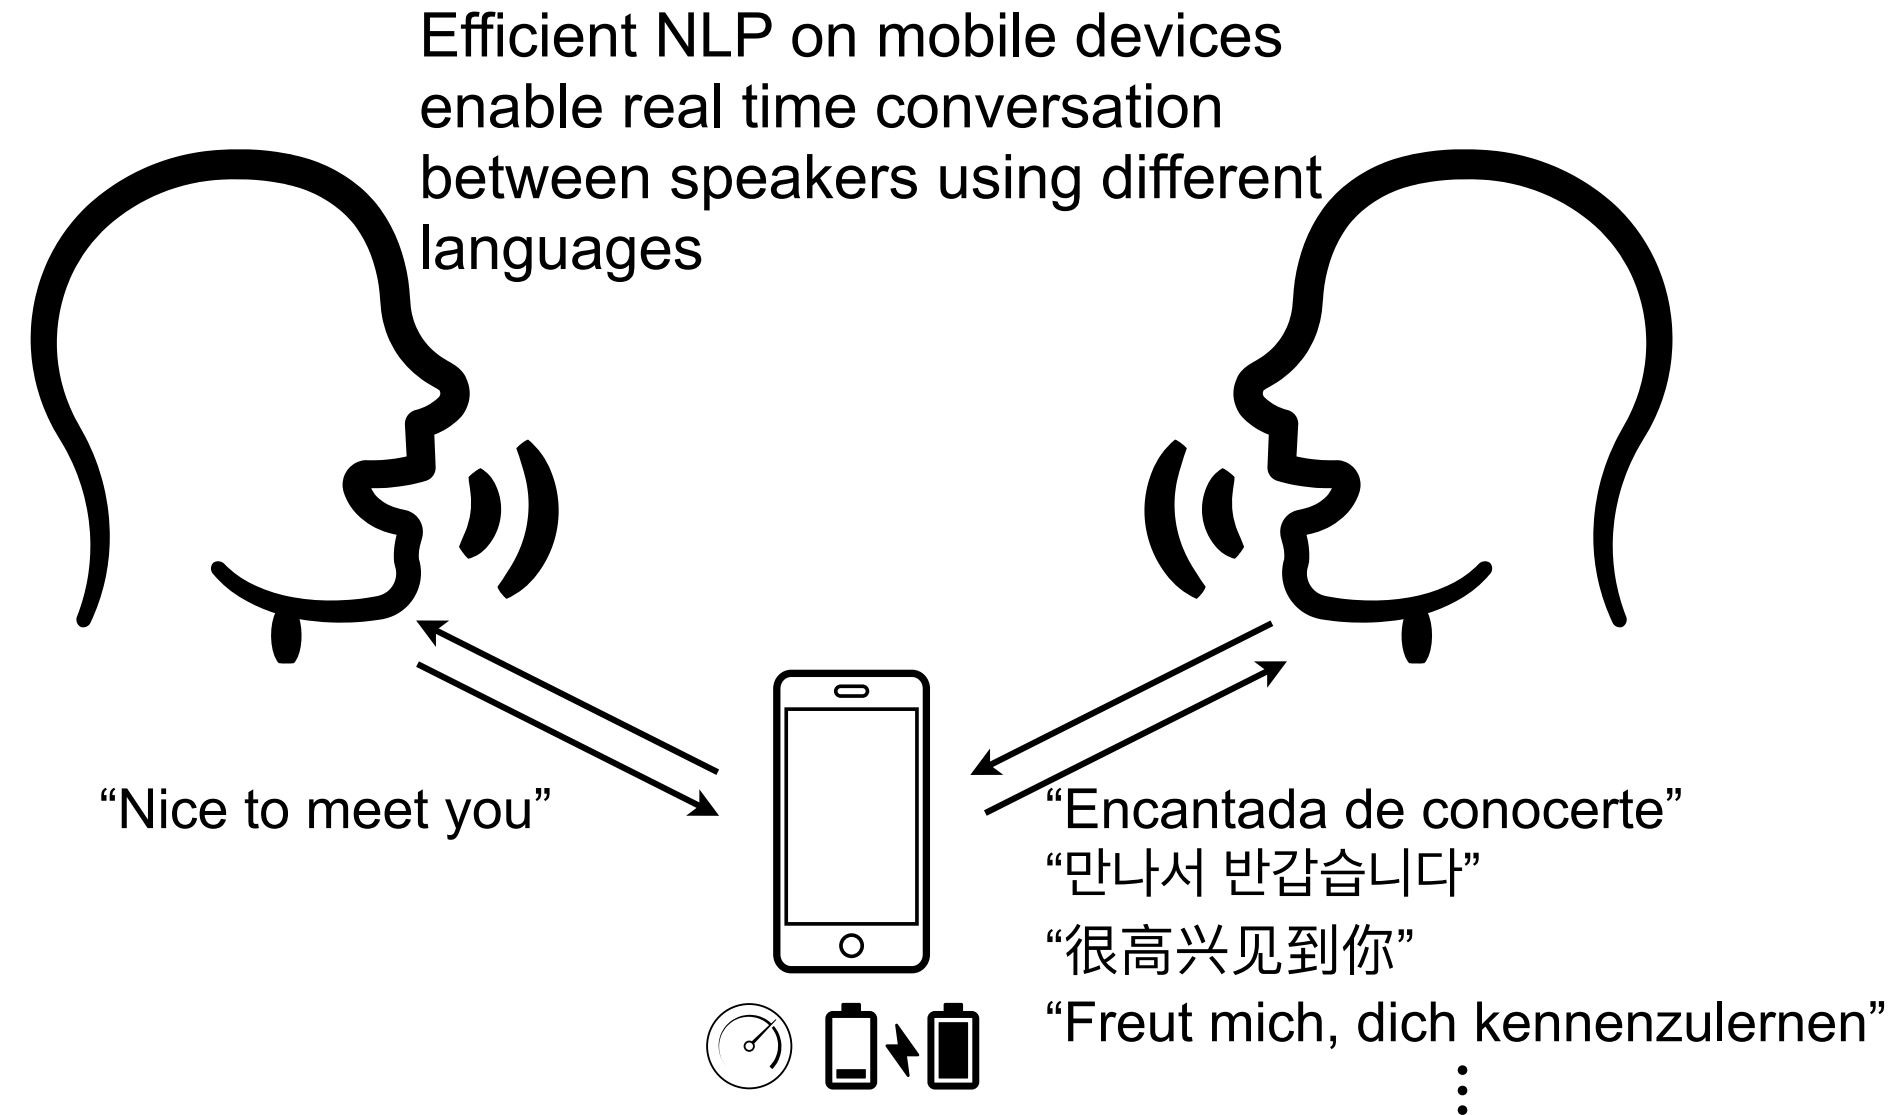 Efficient NLP on mobile devices
enable real time conversation
between speakers using different
languages
“Nice to meet you”
“Encantada de conocerte”
“만나서 반갑습니다”
“很高兴见到你”
“Freut mich, dich kennenzulernen”
⋮